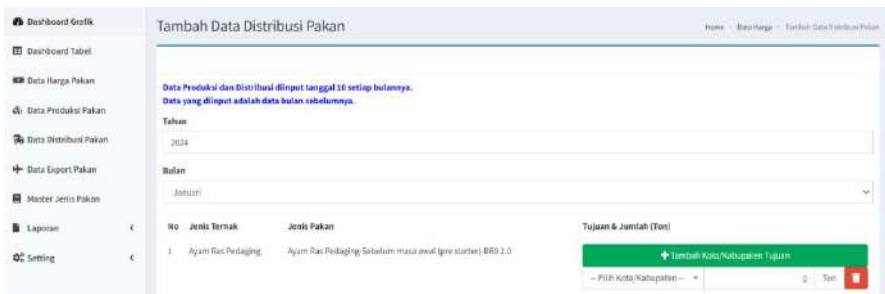 Dashboard Grafik
Dashboard Tabel
Data Harga Pakan
Data Produksi Pakan
Data Distribusi Pakan
Data Export Pakan
Master Jenis Pakan
Laporan
Setting
Tambah Data Distribusi Pakan
Home Data Harga Tambah Data Distribusi Pakan
Data Produksi dan Distribusi diinput tanggal 10 setiap bulannya.
Data yang diinput adalah data bulan sebelumnya.
Tahun
2024
Bulan
Januari
No Jenis Ternak Jenis Pakan Tujuan & Jumlah (Ton)
1 Ayam Ras Pedaging Ayam Ras Pedaging-Sebelum masa awal (pre starter)-BR0 2.0
Tambah Kota/Kabupaten Tujuan
-- Pilih Kota/Kabupaten -- 0 Ton